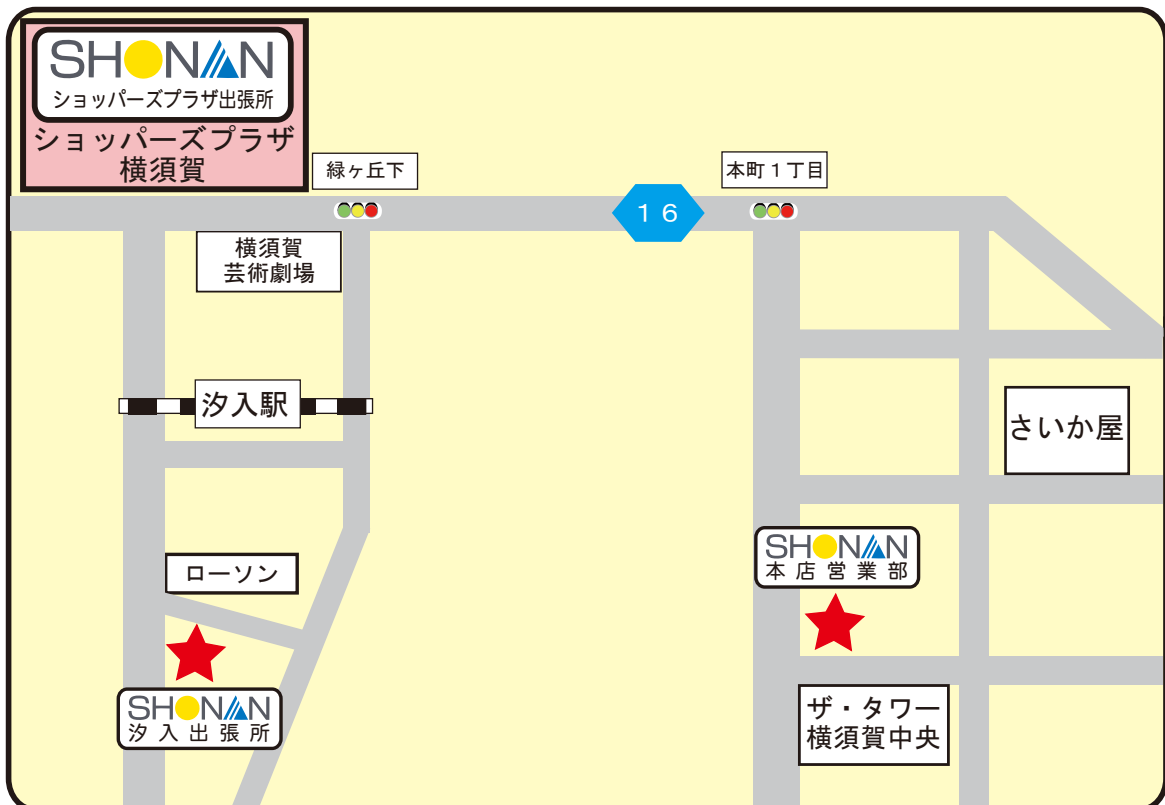 SHONAN
ショッパーズプラザ出張所
ショッパーズプラザ
横須賀
緑ヶ丘下
本町１丁目
１６
横須賀
芸術劇場
汐入駅
さいか屋
ローソン
SHONAN
本店営業部
SHONAN
汐入出張所
ザ・タワー
横須賀中央